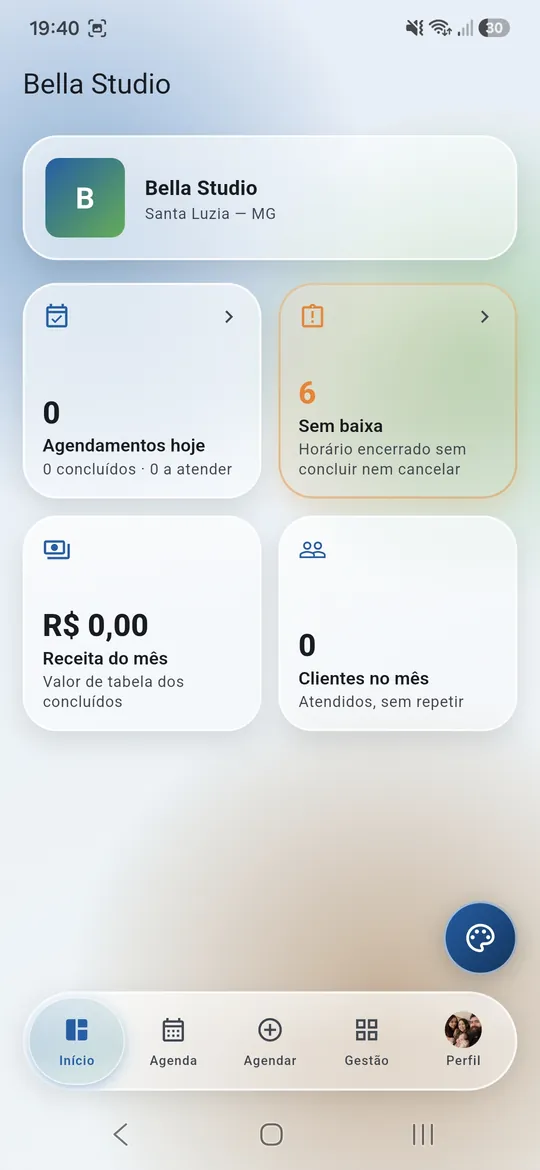 19:40
30
Bella Studio
B
Bella Studio
Santa Luzia — MG
0
Agendamentos hoje
0 concluídos · 0 a atender
6
Sem baixa
Horário encerrado sem
concluir nem cancelar
R$ 0,00
Receita do mês
Valor de tabela dos
concluídos
0
Clientes no mês
Atendidos, sem repetir
Início
Agenda
Agendar
Gestão
Perfil